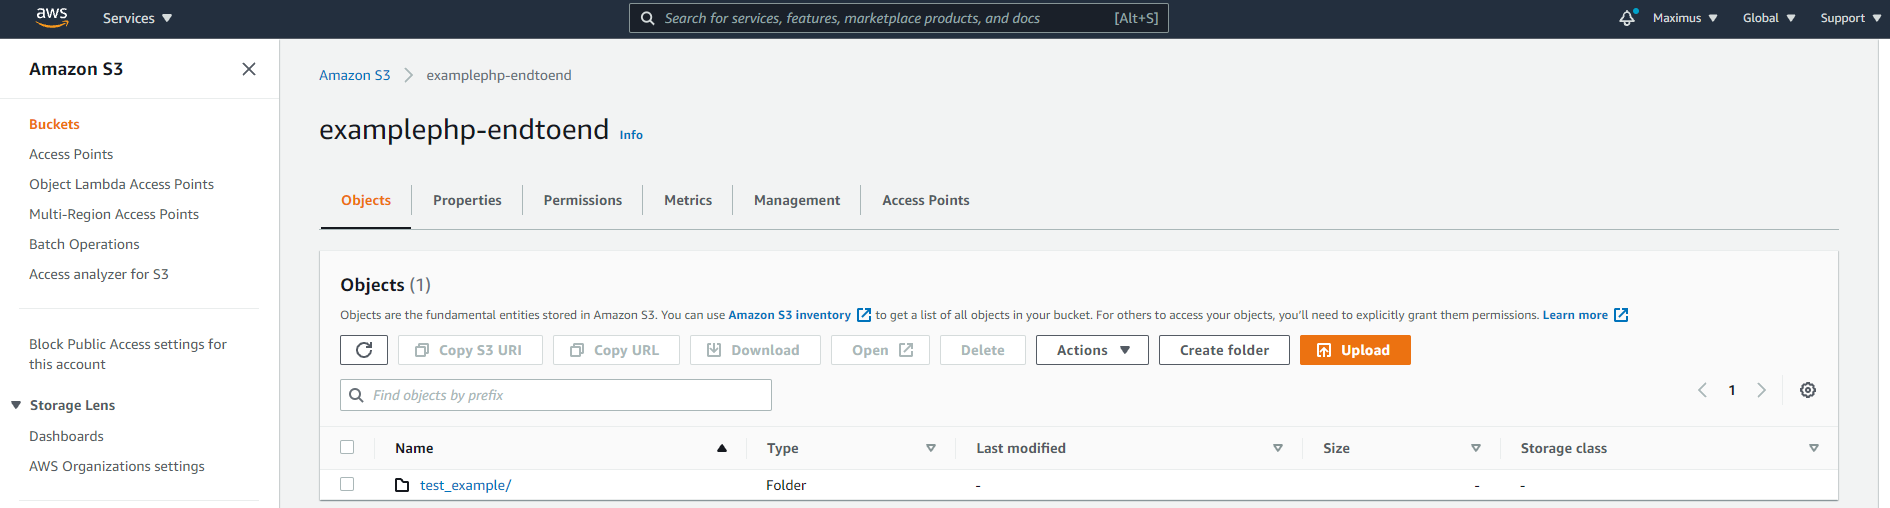 aws Services Search for services, features, marketplace products, and docs [Alt+S] Maximus Global Support
Amazon S3
Buckets
Access Points
Object Lambda Access Points
Multi-Region Access Points
Batch Operations
Access analyzer for S3
Block Public Access settings for
this account
Storage Lens
Dashboards
AWS Organizations settings
Amazon S3 examplephp-endtoend
examplephp-endtoend Info
Objects Properties Permissions Metrics Management Access Points
Objects (1)
Objects are the fundamental entities stored in Amazon S3. You can use Amazon S3 inventory to get a list of all objects in your bucket. For others to access your objects, you'll need to explicitly grant them permissions. Learn more
Copy S3 URI Copy URL Download Open Delete Actions Create folder Upload
Find objects by prefix 1
Name Type Last modified Size Storage class
test_example/ Folder - - -